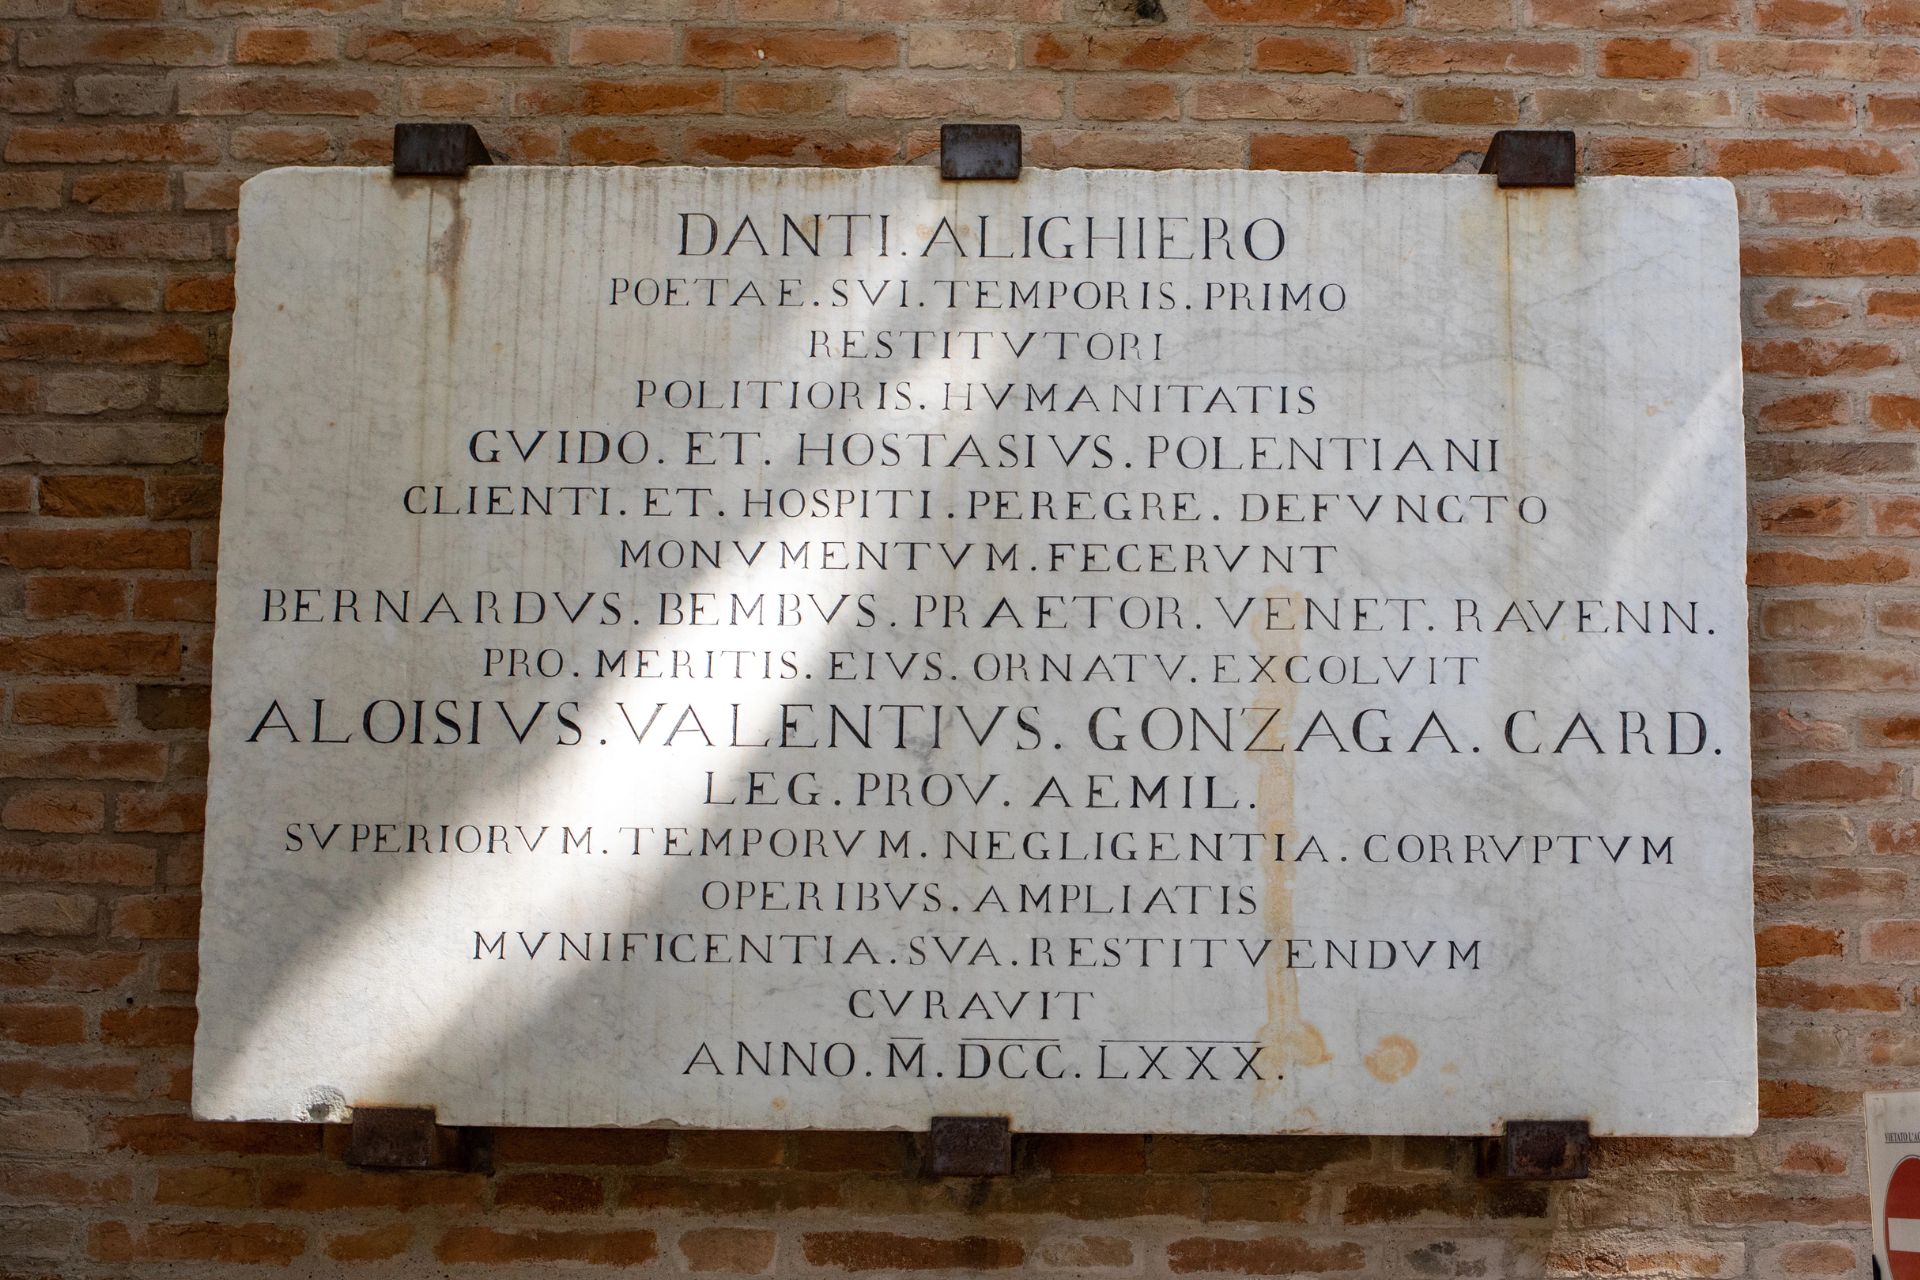 DANTI. ALIGHIERO
POETAE. SVI. TEMPORIS. PRIMO
RESTITVTORI
POLITIORIS. HVMANITATIS
GVIDO. ET. HOSTASIVS. POLENTIANI
CLIENTI. ET. HOSPITI. PEREGRE. DEFVNCTO
MONVMENTVM. FECERVNT
BERNARDVS. BEMBVS. PRAETOR. VENET. RAVENN.
PRO. MERITIS. EIVS. ORNATV. EXCOLVIT
ALOISIVS. VALENTIVS. GONZAGA. CARD.
LEG. PROV. AEMIL.
SVPERIORVM. TEMPORVM. NEGLIGENTIA. CORRVPTVM
OPERIBVS. AMPLIATIS
MVNIFICENTIA. SVA. RESTITVENDVM
CVRAVIT
ANNO. M̅. D̅C̅C̅. L̅X̅X̅X̅.
VIETATO